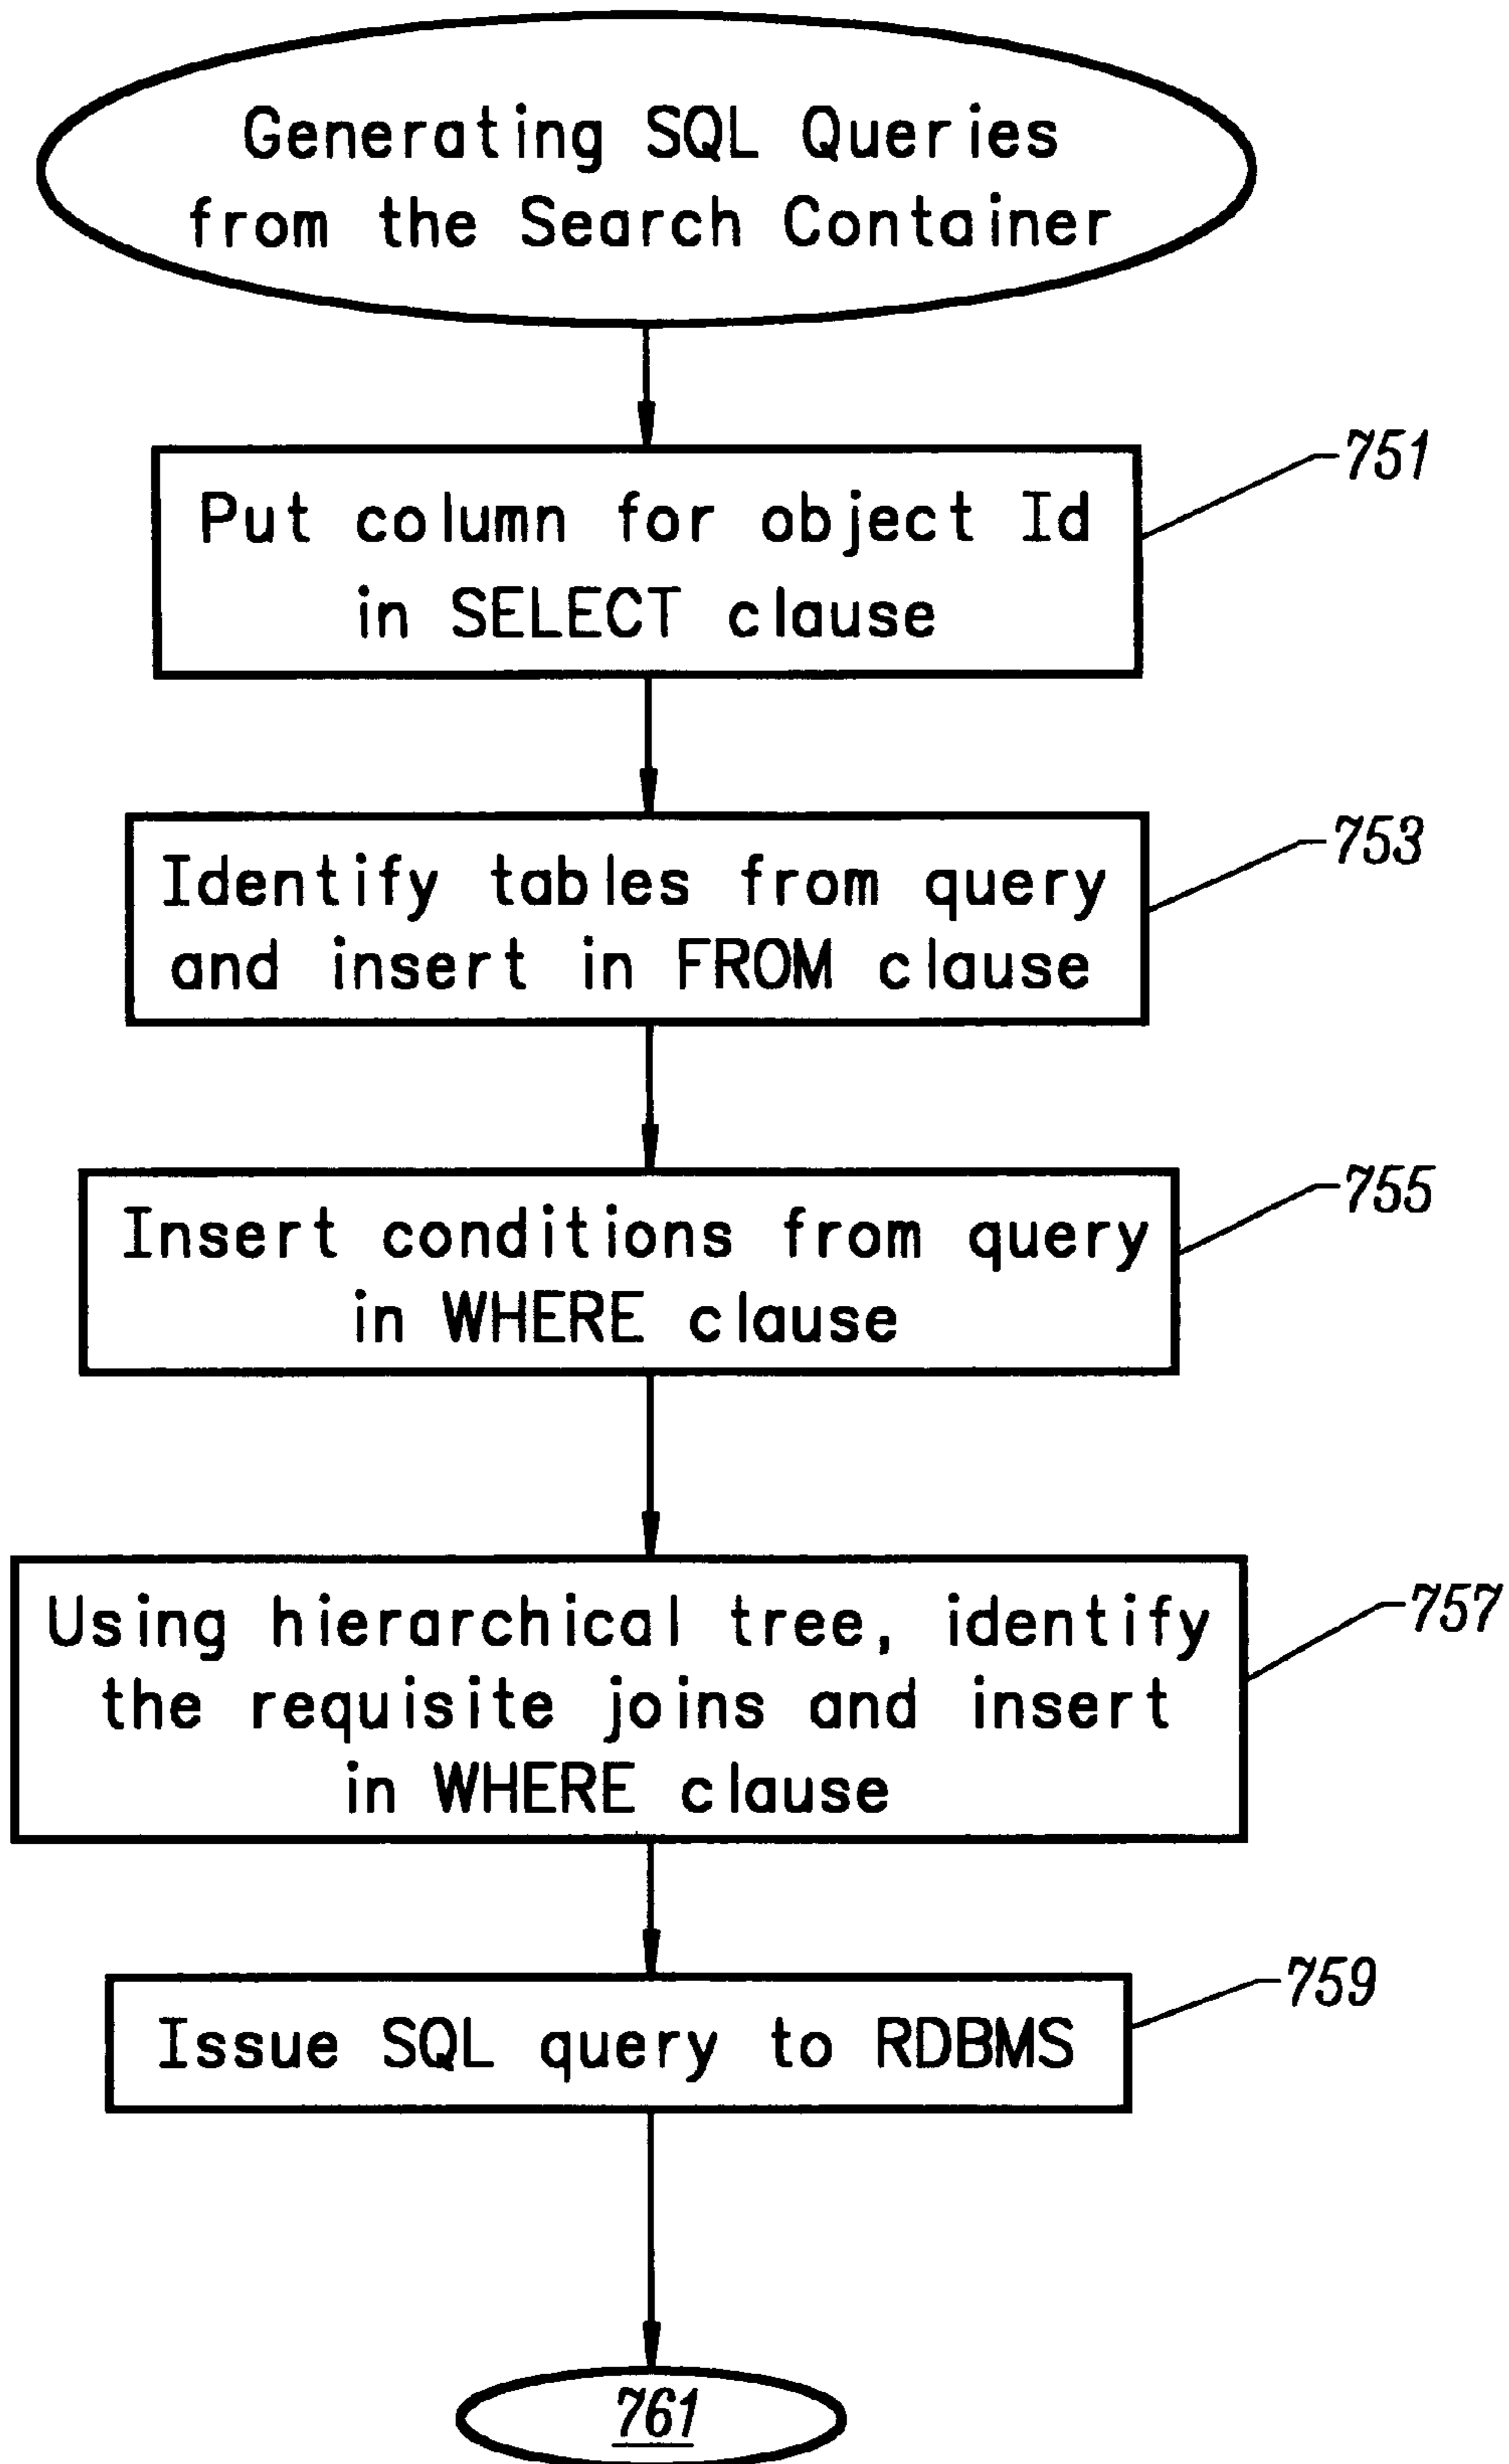 Generating SQL Queries
from the Search Container
751
Put column for object Id
in SELECT clause
753
Identify tables from query
and insert in FROM clause
755
Insert conditions from query
in WHERE clause
757
Using hierarchical tree, identify
the requisite joins and insert
in WHERE clause
759
Issue SQL query to RDBMS
761